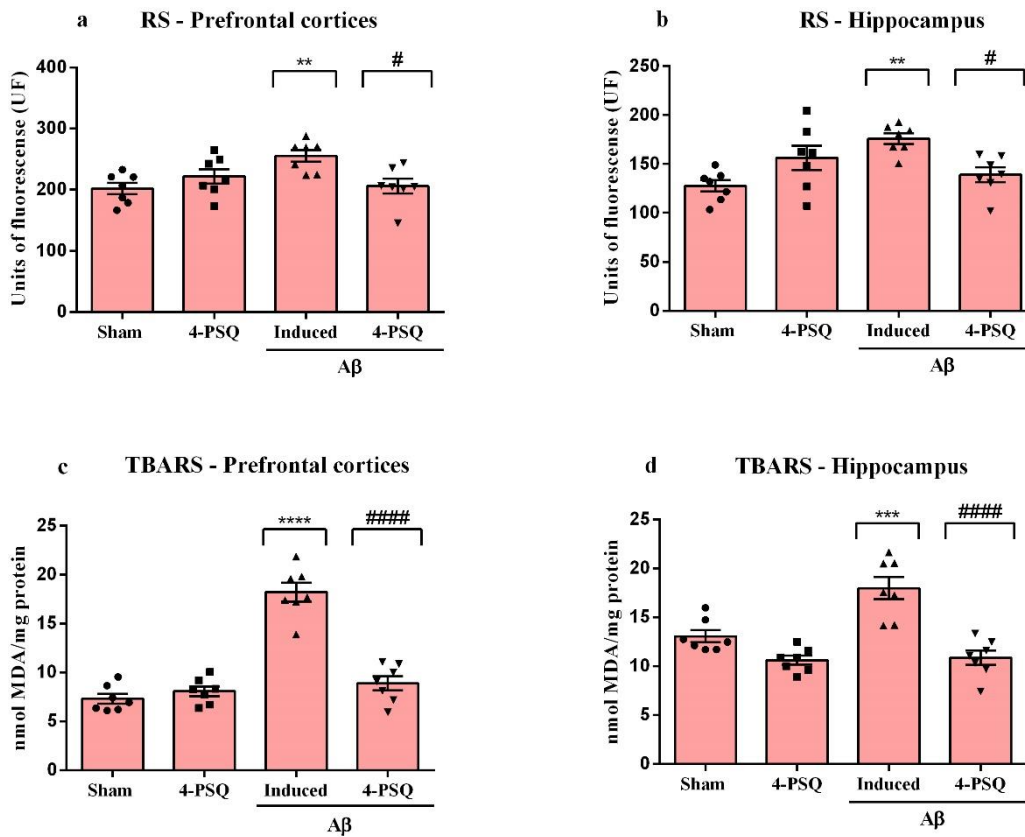 a RS - Prefrontal cortices
Units of fluorescense (UF)
400
300
200
100
0
** #
Sham 4-PSQ Induced 4-PSQ
Aβ
b RS - Hippocampus
Units of fluorescense (UF)
250
200
150
100
50
0
** #
Sham 4-PSQ Induced 4-PSQ
Aβ
c TBARS - Prefrontal cortices
nmol MDA/mg protein
25
20
15
10
5
0
**** ####
Sham 4-PSQ Induced 4-PSQ
Aβ
d TBARS - Hippocampus
nmol MDA/mg protein
25
20
15
10
5
0
*** ####
Sham 4-PSQ Induced 4-PSQ
Aβ